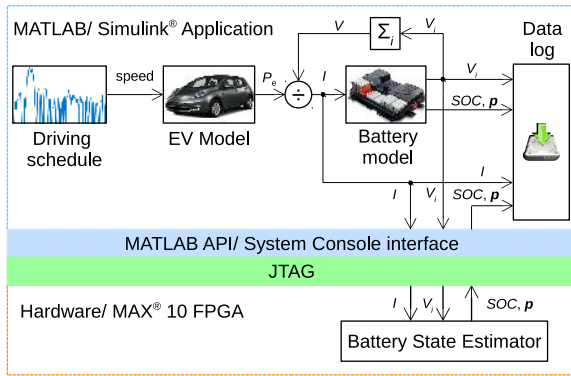 MATLAB/ Simulink® Application
V
Σi
Vi
Data
log
speed
Pe
÷
I
Vi
SOC, p
Driving
schedule
EV Model
Battery
model
I
I
Vi
SOC, p
MATLAB API/ System Console interface
JTAG
Hardware/ MAX® 10 FPGA
I
Vi
SOC, p
Battery State Estimator